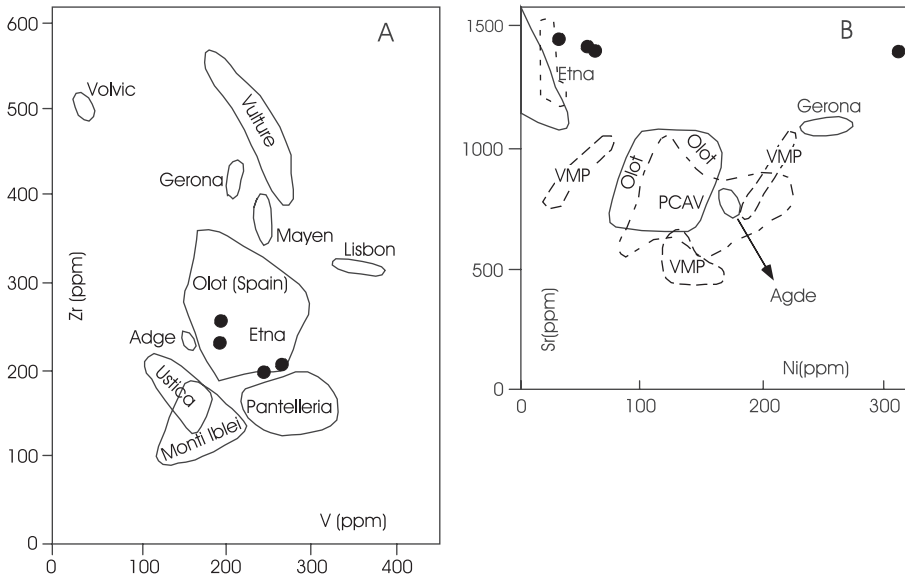 A
600
500
400
300
200
100
0
Zr (ppm)
Volvic
Vulture
Gerona
Mayen
Lisbon
Olot (Spain)
Etna
Adge
Ustica
Pantelleria
Monti Iblei
V (ppm)
0
100
200
300
400
B
1500
1000
500
0
Sr(ppm)
Etna
Gerona
VMP
Olot
Olot
VMP
PCAV
VMP
Agde
Ni(ppm)
0
100
200
300